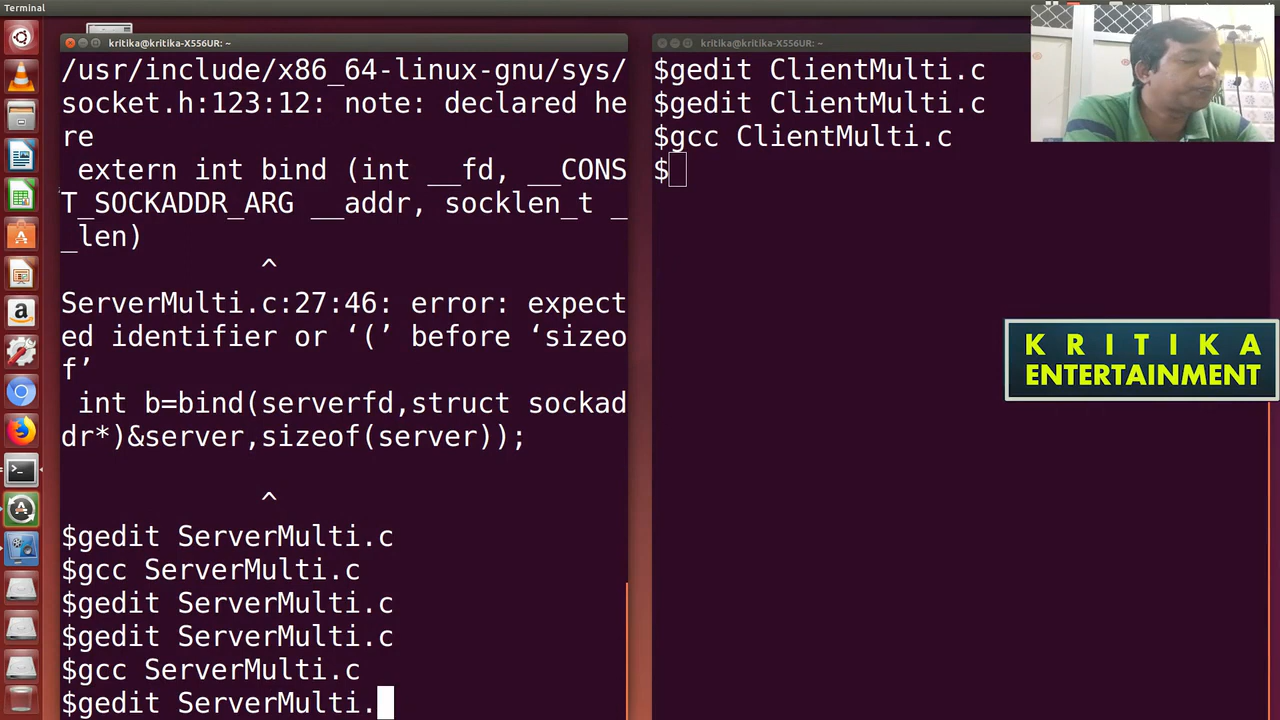 Terminal
kritika@kritika-X556UR: ~
/usr/include/x86_64-linux-gnu/sys/
socket.h:123:12: note: declared he
re
extern int bind (int __fd, __CONS
T_SOCKADDR_ARG __addr, socklen_t _
_len)
^
ServerMulti.c:27:46: error: expect
ed identifier or ‘(’ before ‘sizeo
f’
int b=bind(serverfd,struct sockad
dr*)&server,sizeof(server));
^
$gedit ServerMulti.c
$gcc ServerMulti.c
$gedit ServerMulti.c
$gedit ServerMulti.c
$gcc ServerMulti.c
$gedit ServerMulti.
kritika@kritika-X556UR: ~
$gedit ClientMulti.c
$gedit ClientMulti.c
$gcc ClientMulti.c
$
KRITIKA
ENTERTAINMENT